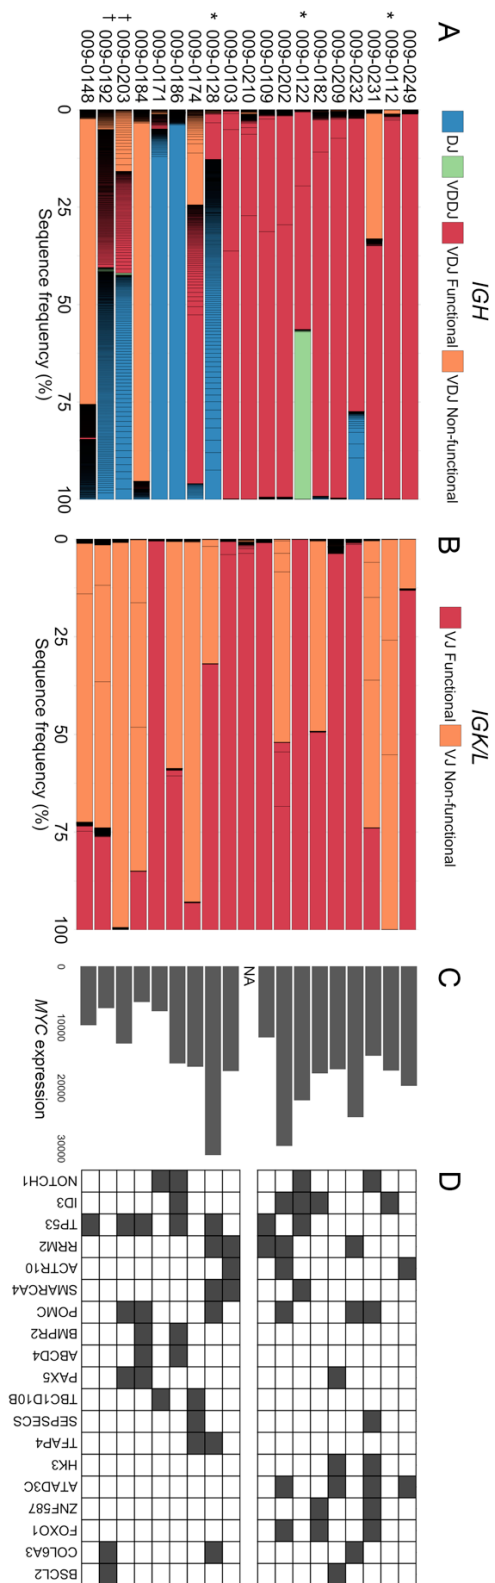 A
IGH
DJ
VDDJ
VDJ Functional
VDJ Non-functional
009-0249
* 009-0112
009-0231
009-0232
009-0209
009-0182
* 009-0122
009-0202
009-0109
009-0210
009-0103
* 009-0128
009-0174
009-0186
009-0171
009-0184
† 009-0203
† 009-0192
009-0148
0 25 50 75 100
Sequence frequency (%)
B
IGK/L
VJ Functional
VJ Non-functional
0 25 50 75 100
Sequence frequency (%)
C
NA
0 10000 20000 30000
MYC expression
D
NOTCH1
ID3
TP53
RRM2
ACTR10
SMARCA4
POMC
BMPR2
ABCD4
PAX5
TBC1D10B
SEPSECS
TFAP4
HK3
ATAD3C
ZNF587
FOXO1
COL6A3
BSCL2